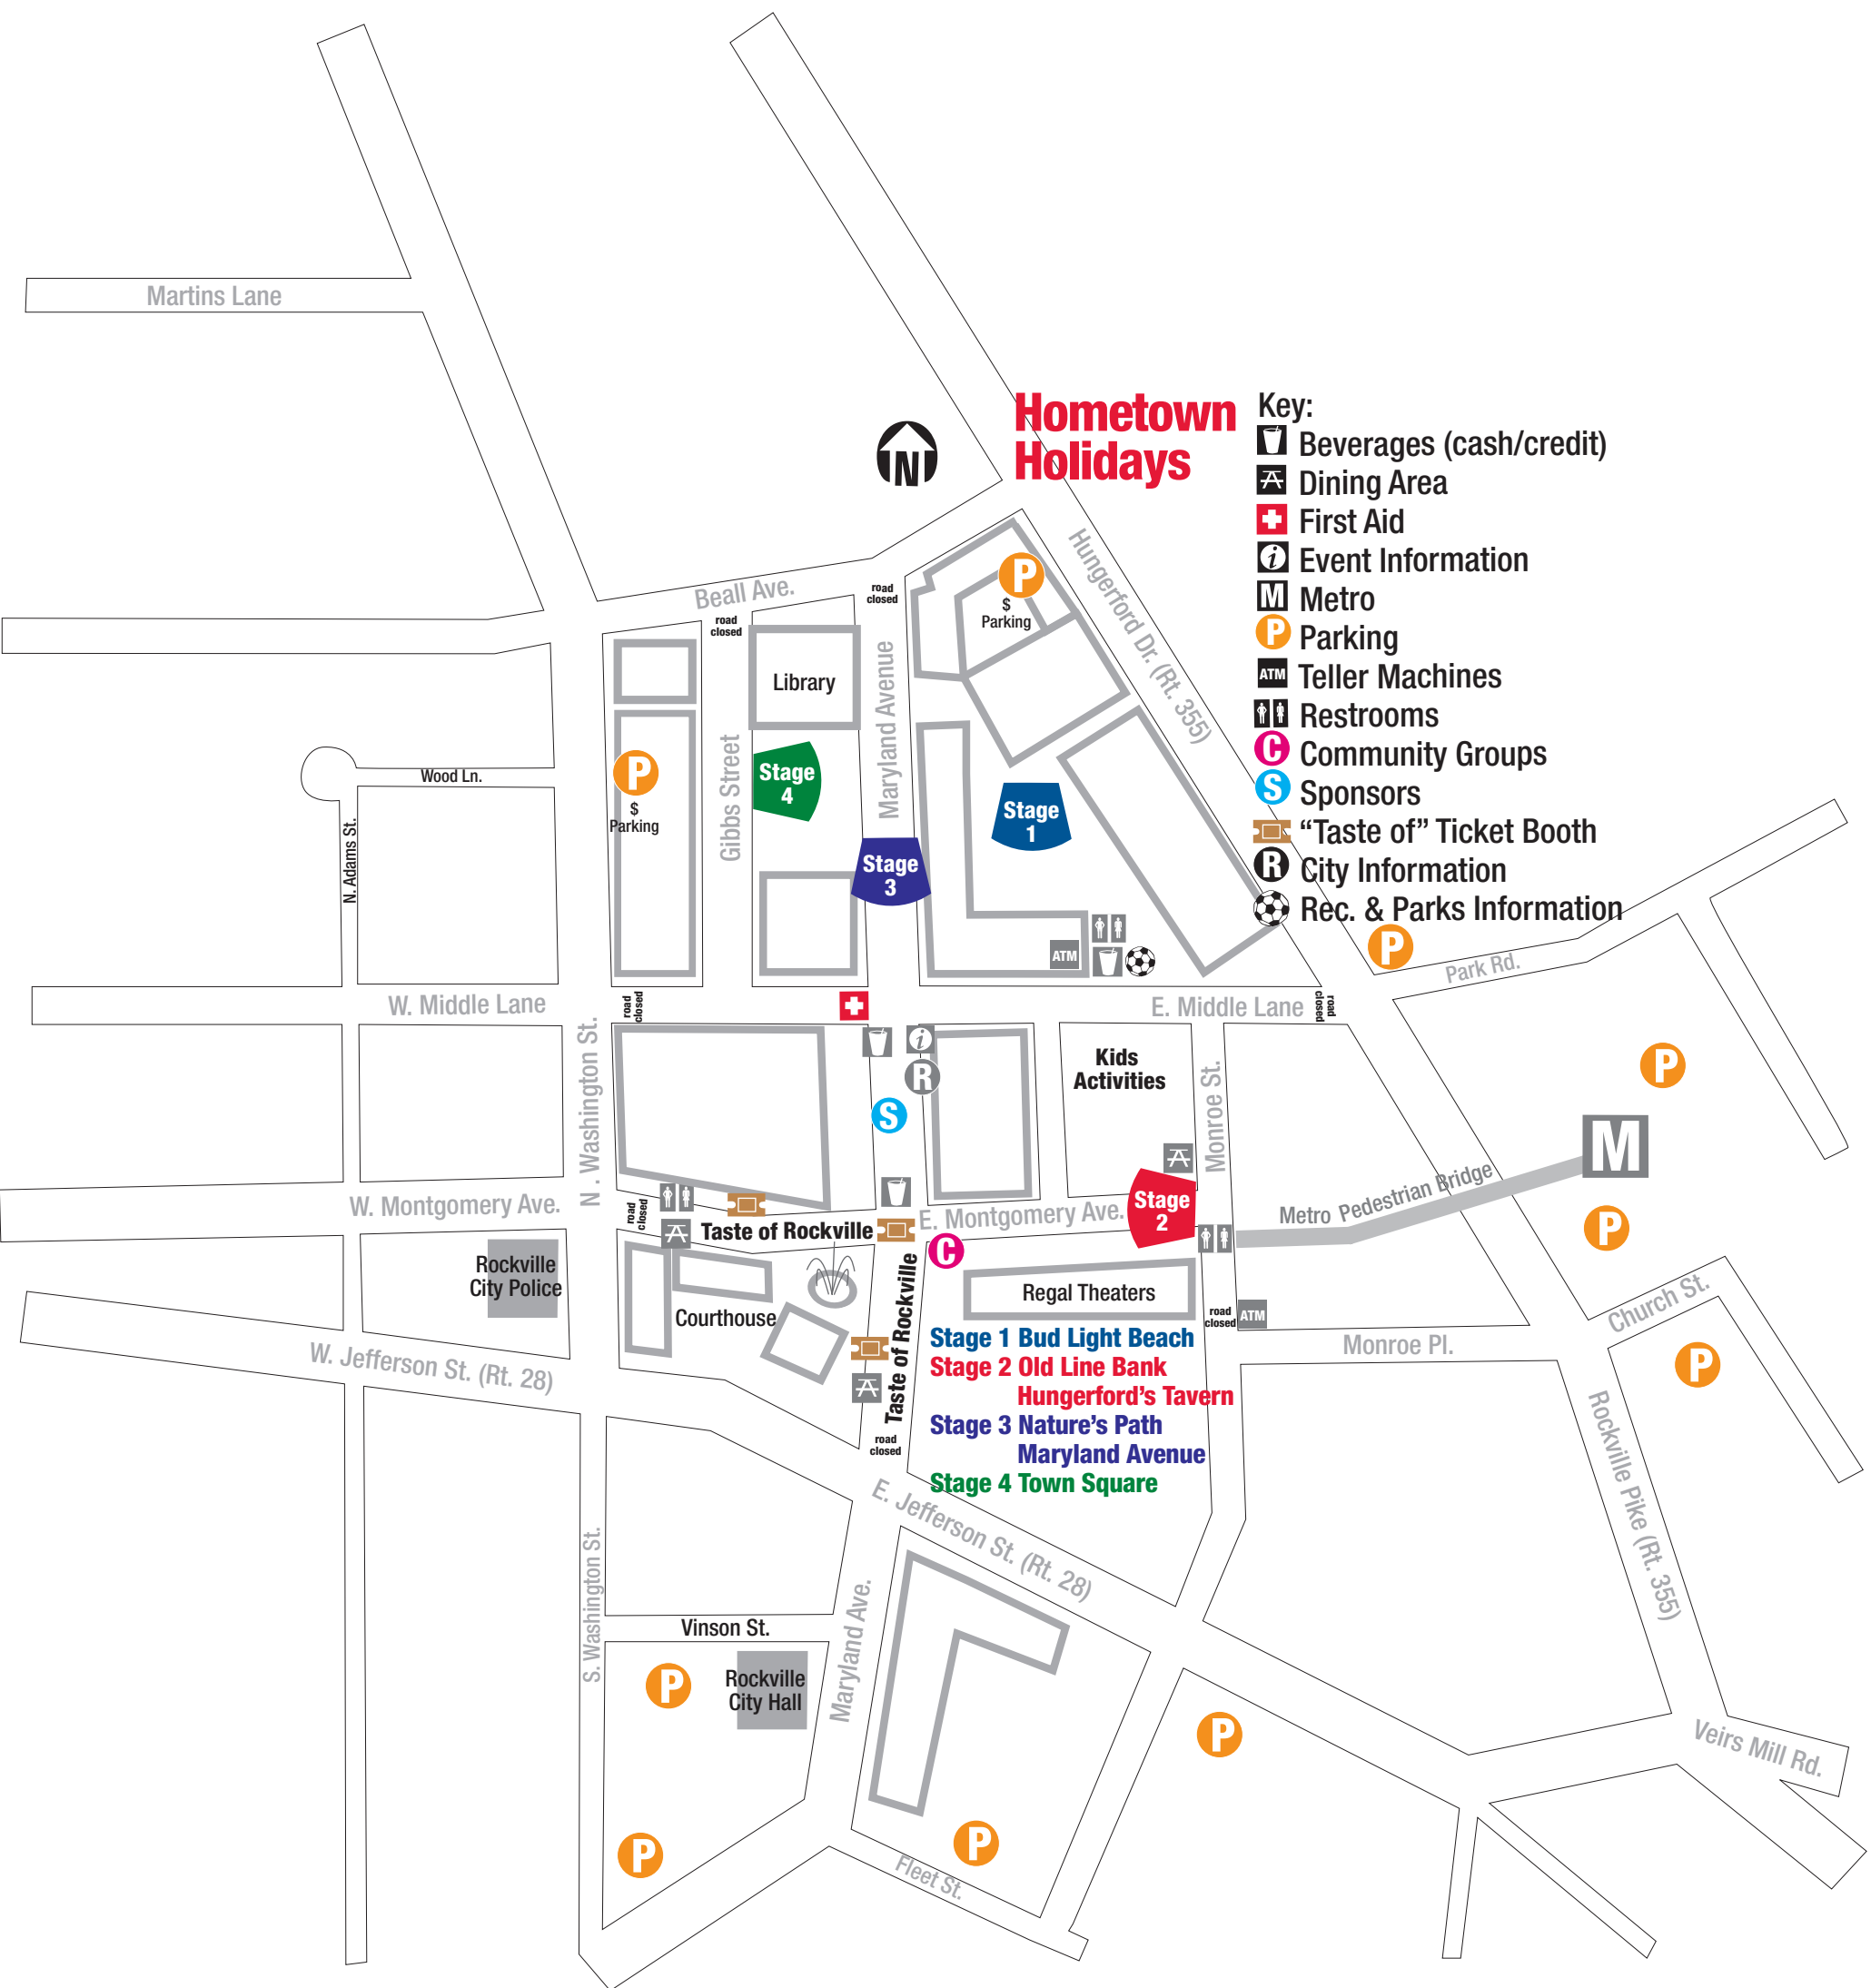 Martins Lane
Hometown
Holidays
N
Key:
Beverages (cash/credit)
Dining Area
First Aid
i Event Information
M Metro
P Parking
ATM Teller Machines
Restrooms
C Community Groups
S Sponsors
"Taste of" Ticket Booth
R City Information
Rec. & Parks Information
Hungerford Dr. (Rt. 355)
Beall Ave.
road
closed
road
closed
P
$
Parking
Library
Maryland Avenue
Gibbs Street
Stage
4
Stage
1
Stage
3
P
$
Parking
Wood Ln.
N. Adams St.
ATM
P
Park Rd.
W. Middle Lane
road
closed
E. Middle Lane
road
closed
N. Washington St.
i
R
S
Kids
Activities
Monroe St.
P
M
Metro Pedestrian Bridge
P
W. Montgomery Ave.
road
closed
Taste of Rockville
E. Montgomery Ave.
Stage
2
C
Rockville
City Police
Courthouse
Taste of Rockville
Regal Theaters
road
closed
ATM
Church St.
P
Monroe Pl.
W. Jefferson St. (Rt. 28)
Stage 1 Bud Light Beach
Stage 2 Old Line Bank
Hungerford's Tavern
Stage 3 Nature's Path
Maryland Avenue
Stage 4 Town Square
road
closed
E. Jefferson St. (Rt. 28)
Rockville Pike (Rt. 355)
S. Washington St.
Vinson St.
Maryland Ave.
P
Rockville
City Hall
P
Veirs Mill Rd.
P
P
Fleet St.